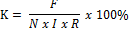 K = F / N x I x R x 100%